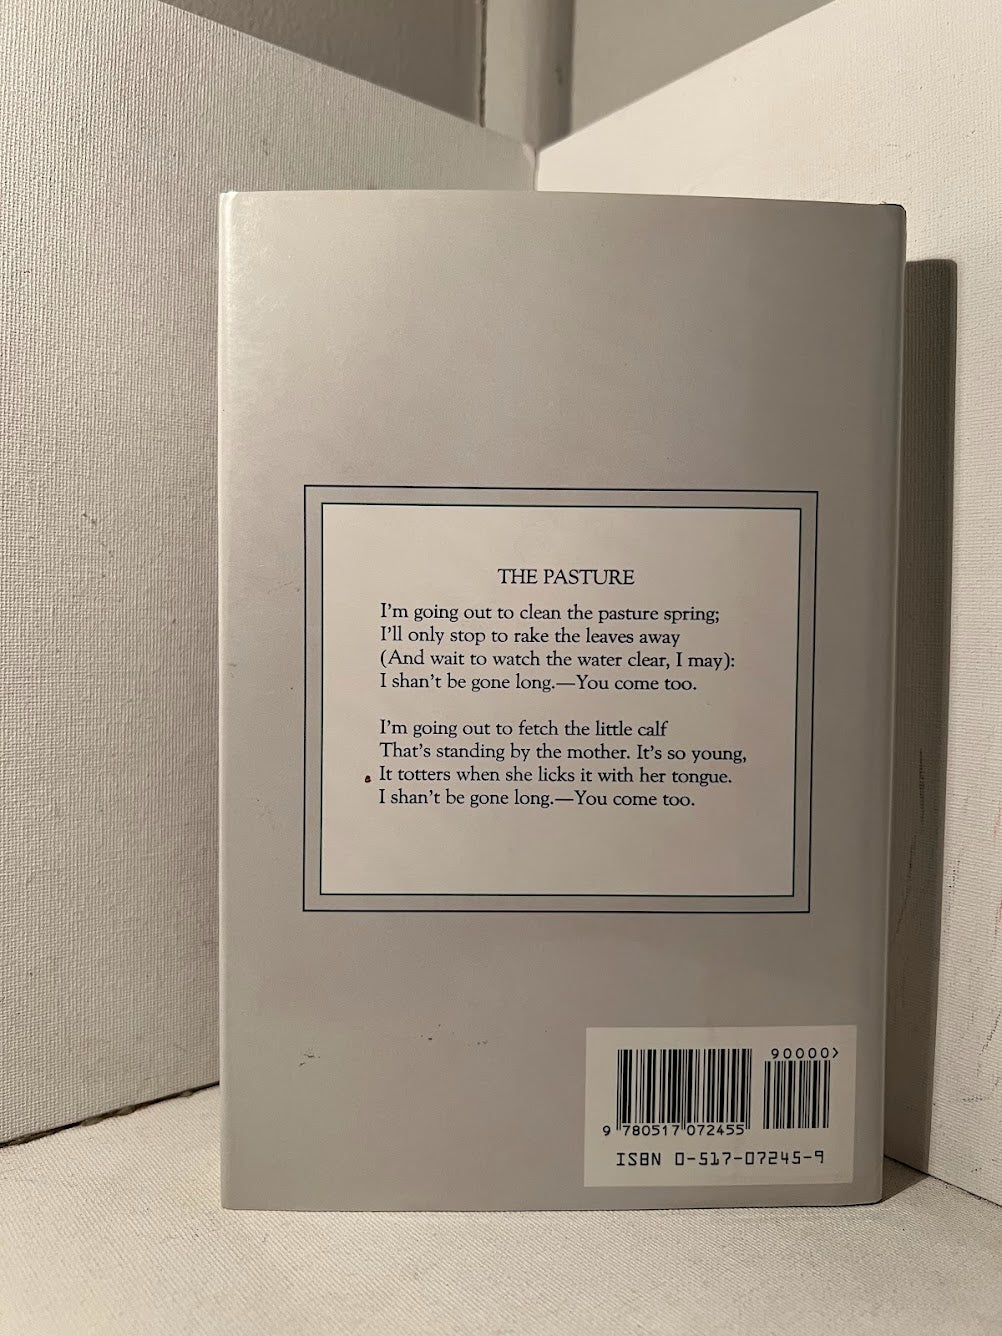 THE PASTURE
I'm going out to clean the pasture spring;
I'll only stop to rake the leaves away
(And wait to watch the water clear, I may):
I shan't be gone long.—You come too.
I'm going out to fetch the little calf
That's standing by the mother. It's so young,
It totters when she licks it with her tongue.
I shan't be gone long.—You come too.
90000>
9 780517 072455
ISBN 0-517-07245-9